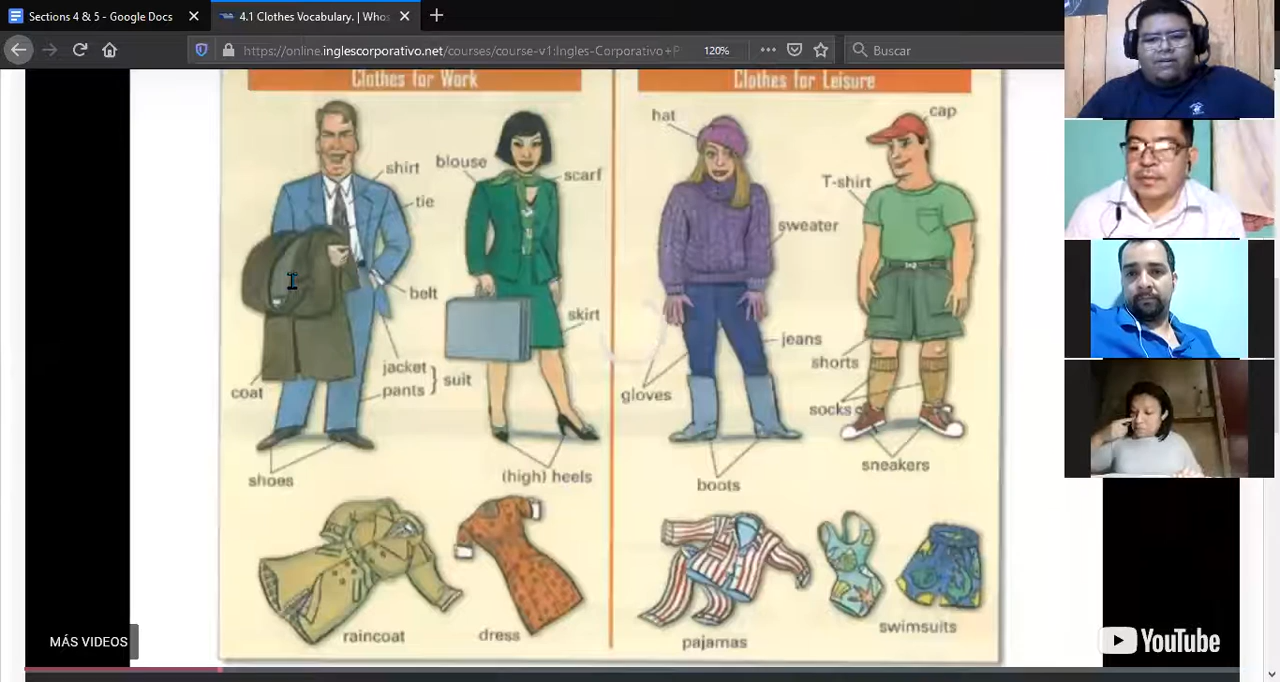 Sections 4 & 5 - Google Docs
4.1 Clothes Vocabulary. | Whos
https://online.inglescorporativo.net/courses/course-v1:Ingles-Corporativo+P
120%
Buscar
Clothes for Work
Clothes for Leisure
shirt
tie
blouse
scarf
belt
skirt
jacket
pants
suit
coat
shoes
(high) heels
raincoat
dress
hat
cap
T-shirt
sweater
jeans
shorts
gloves
socks
sneakers
boots
pajamas
swimsuits
MÁS VIDEOS
YouTube